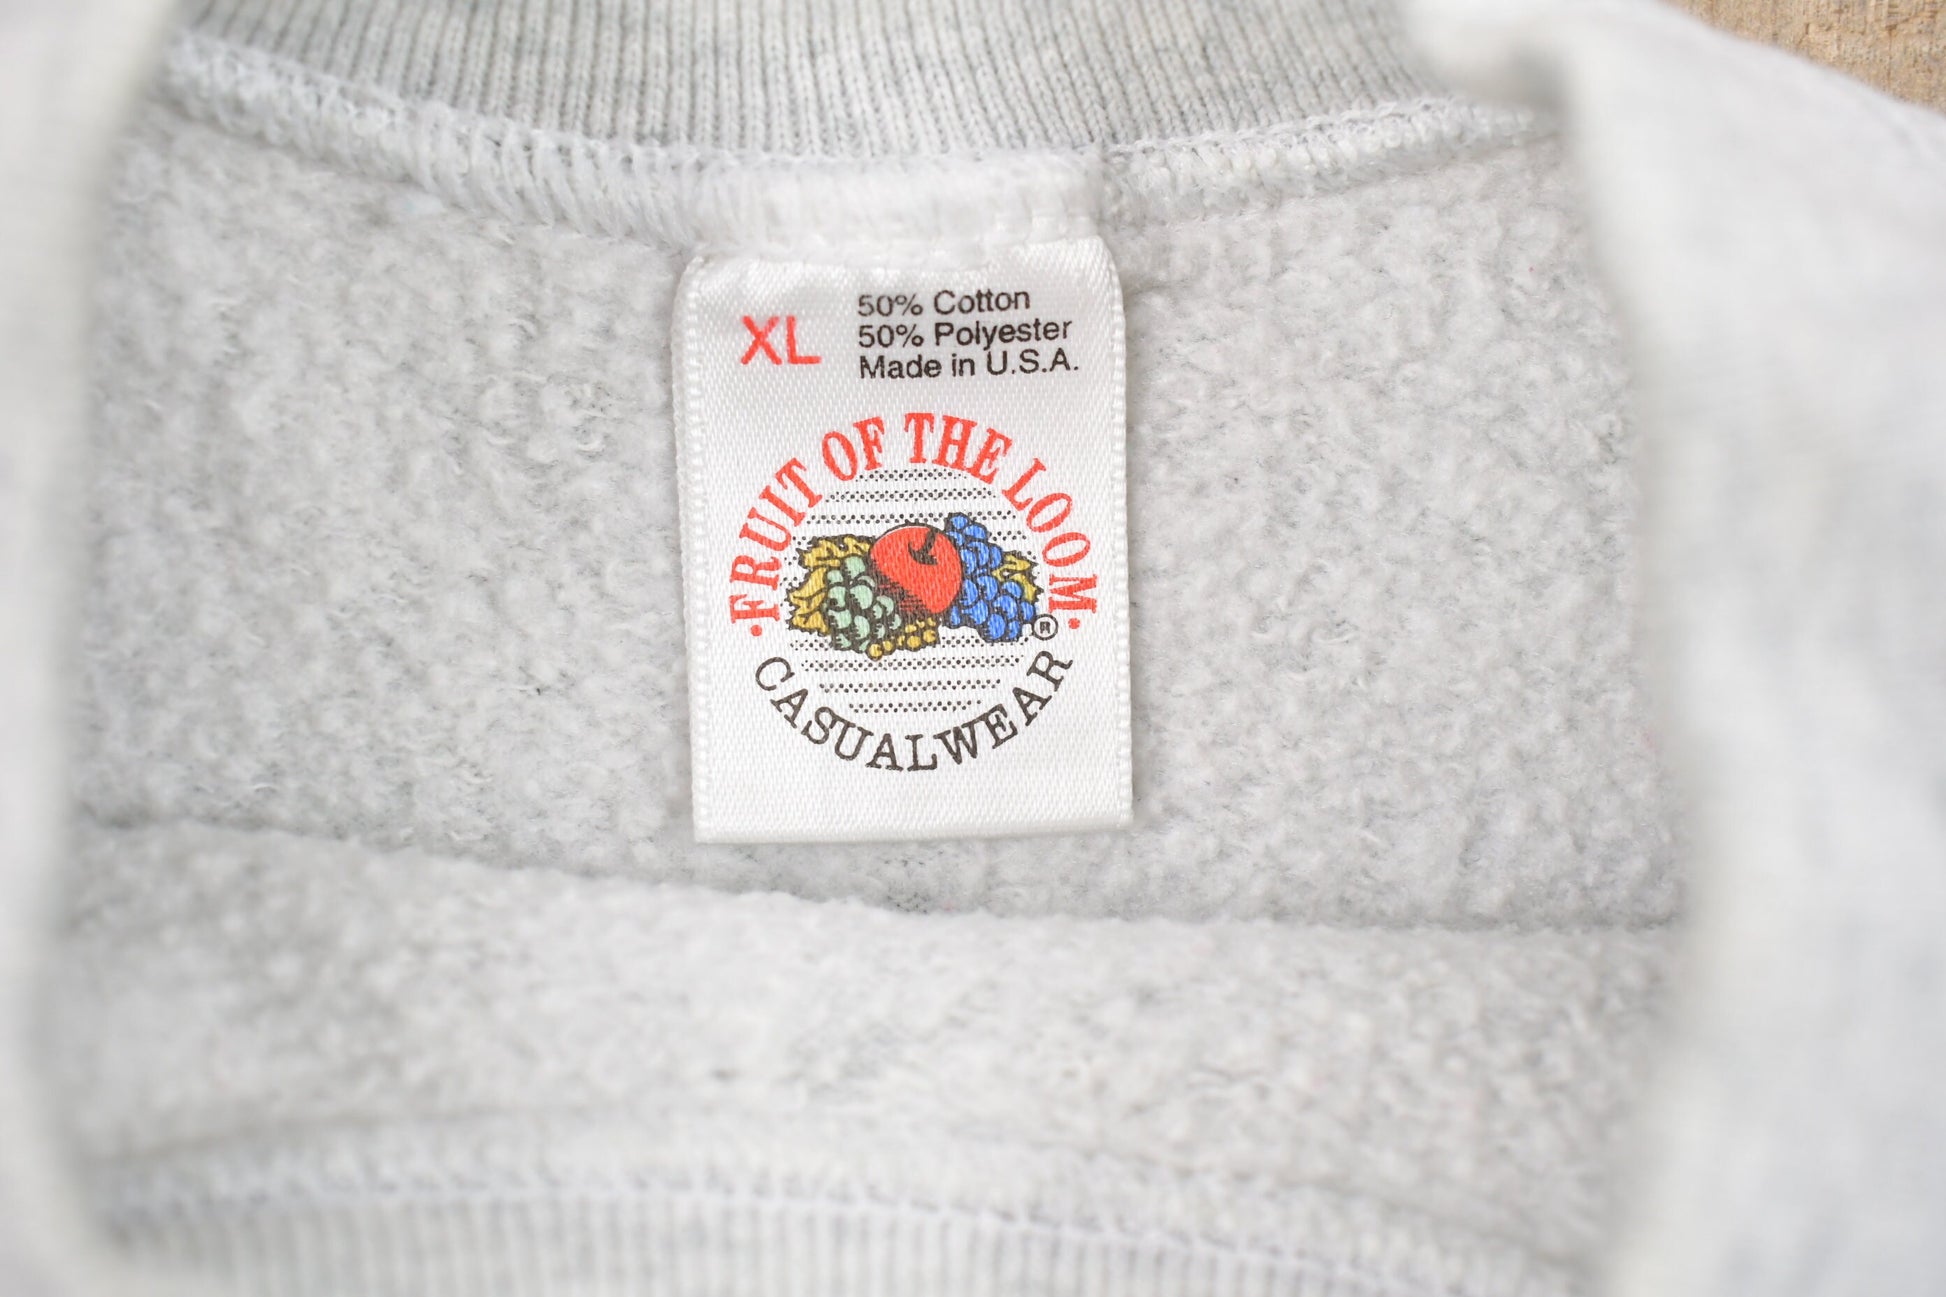 XL
50% Cotton
50% Polyester
Made in U.S.A.
·FRUIT OF THE LOOM·
®
CASUALWEAR